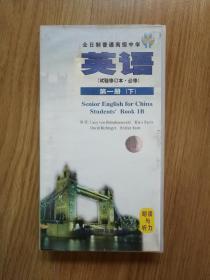 全日制普通高级中学
英语
(试验修订本·必修)
第一册(下)
Senior English for China
Students' Book 1B
阅读与
听力